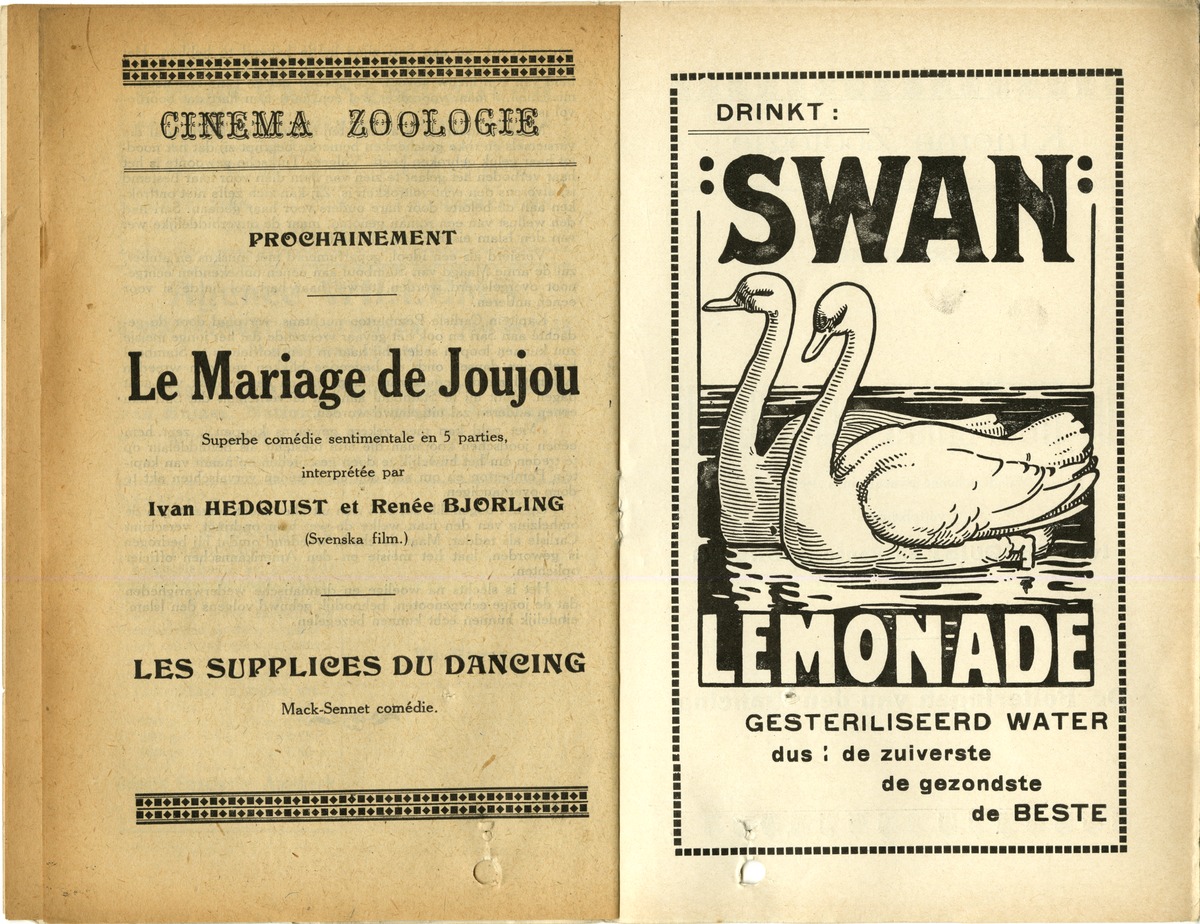 CINEMA ZOOLOGIE
PROCHAINEMENT
Le Mariage de Joujou
Superbe comédie sentimentale en 5 parties,
interprétée par
Ivan HEDQUIST et Renée BJORLING
(Svenska film.)
LES SUPPLICES DU DANCING
Mack-Sennet comédie.
DRINKT :
:SWAN:
LEMONADE
GESTERILISEERD WATER
dus : de zuiverste
de gezondste
de BESTE